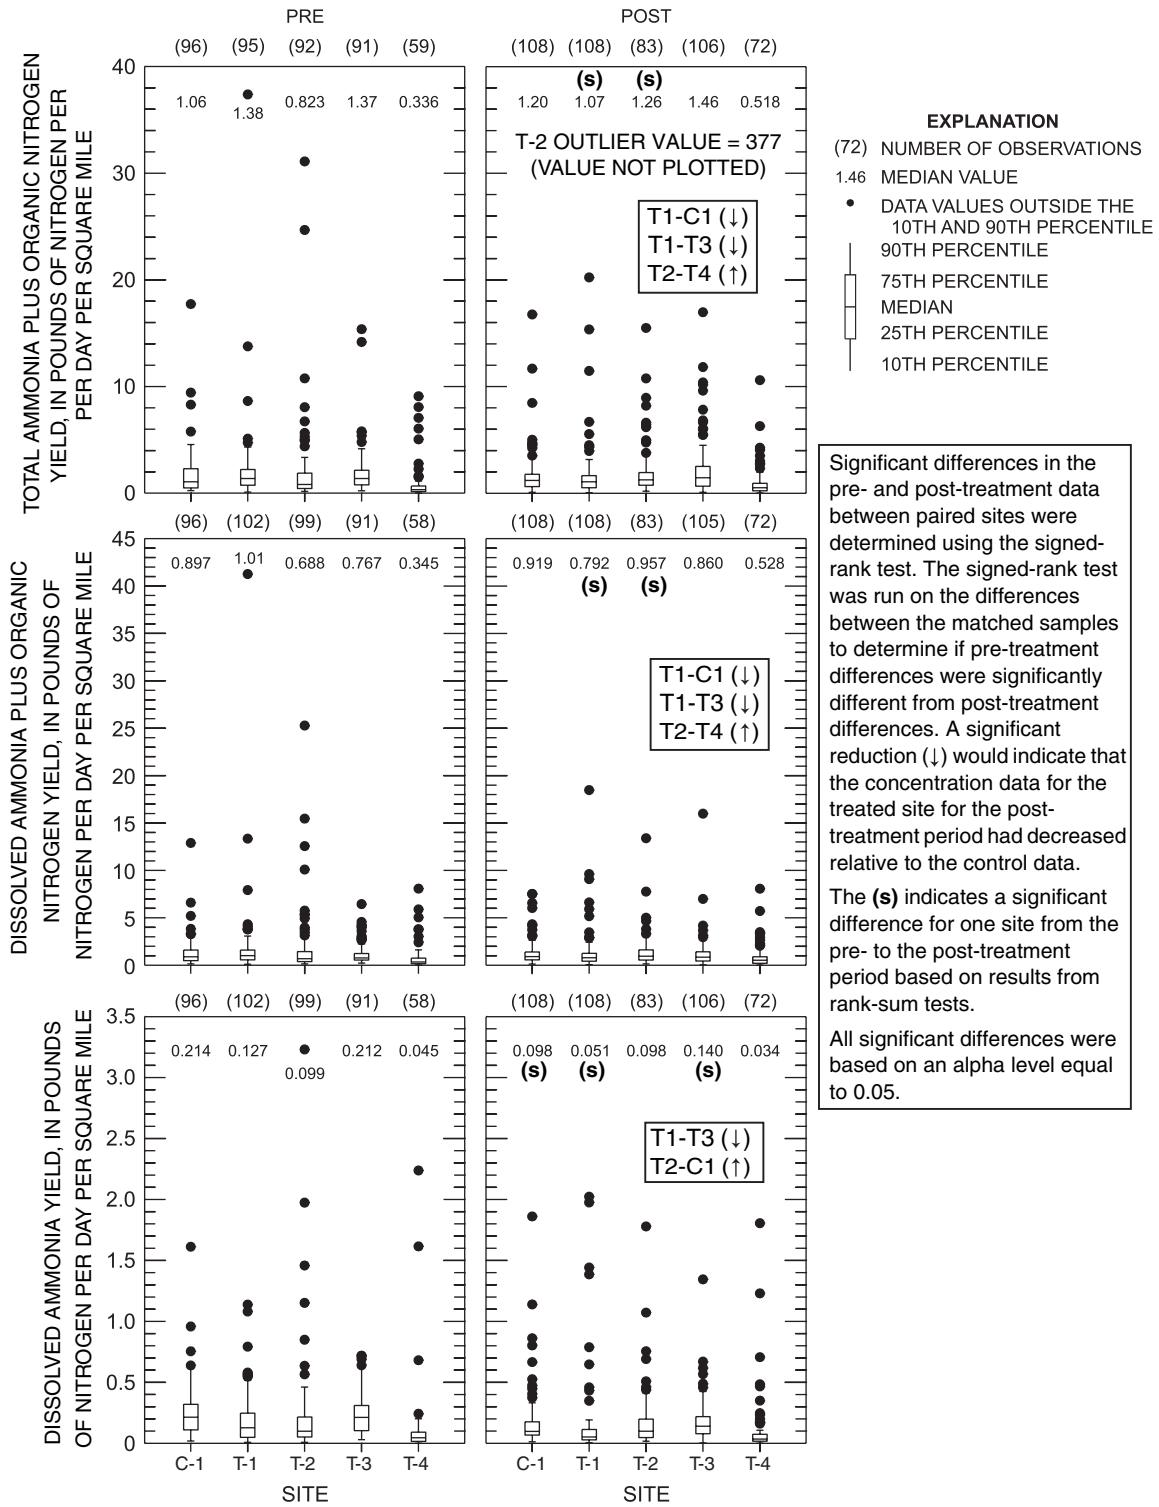 PRE
POST
(96) (95) (92) (91) (59)
(108) (108) (83) (106) (72)
TOTAL AMMONIA PLUS ORGANIC NITROGEN
YIELD, IN POUNDS OF NITROGEN PER
PER DAY PER SQUARE MILE
40
30
20
10
0
1.06 1.38 0.823 1.37 0.336
(s) (s)
1.20 1.07 1.26 1.46 0.518
T-2 OUTLIER VALUE = 377
(VALUE NOT PLOTTED)
T1-C1 (↓)
T1-T3 (↓)
T2-T4 (↑)
EXPLANATION
(72) NUMBER OF OBSERVATIONS
1.46 MEDIAN VALUE
DATA VALUES OUTSIDE THE
10TH AND 90TH PERCENTILE
90TH PERCENTILE
75TH PERCENTILE
MEDIAN
25TH PERCENTILE
10TH PERCENTILE
(96) (102) (99) (91) (58)
(108) (108) (83) (105) (72)
DISSOLVED AMMONIA PLUS ORGANIC
NITROGEN YIELD, IN POUNDS OF
NITROGEN PER DAY PER SQUARE MILE
45
40
35
30
25
20
15
10
5
0
0.897 1.01 0.688 0.767 0.345
0.919 0.792 0.957 0.860 0.528
(s) (s)
T1-C1 (↓)
T1-T3 (↓)
T2-T4 (↑)
Significant differences in the
pre- and post-treatment data
between paired sites were
determined using the signed-
rank test. The signed-rank test
was run on the differences
between the matched samples
to determine if pre-treatment
differences were significantly
different from post-treatment
differences. A significant
reduction (↓) would indicate that
the concentration data for the
treated site for the post-
treatment period had decreased
relative to the control data.
The (s) indicates a significant
difference for one site from the
pre- to the post-treatment
period based on results from
rank-sum tests.
All significant differences were
based on an alpha level equal
to 0.05.
(96) (102) (99) (91) (58)
(108) (108) (83) (106) (72)
DISSOLVED AMMONIA YIELD, IN POUNDS
OF NITROGEN PER DAY PER SQUARE MILE
3.5
3.0
2.5
2.0
1.5
1.0
0.5
0
0.214 0.127 0.099 0.212 0.045
0.098 0.051 0.098 0.140 0.034
(s) (s) (s)
T1-T3 (↓)
T2-C1 (↑)
C-1 T-1 T-2 T-3 T-4
C-1 T-1 T-2 T-3 T-4
SITE
SITE